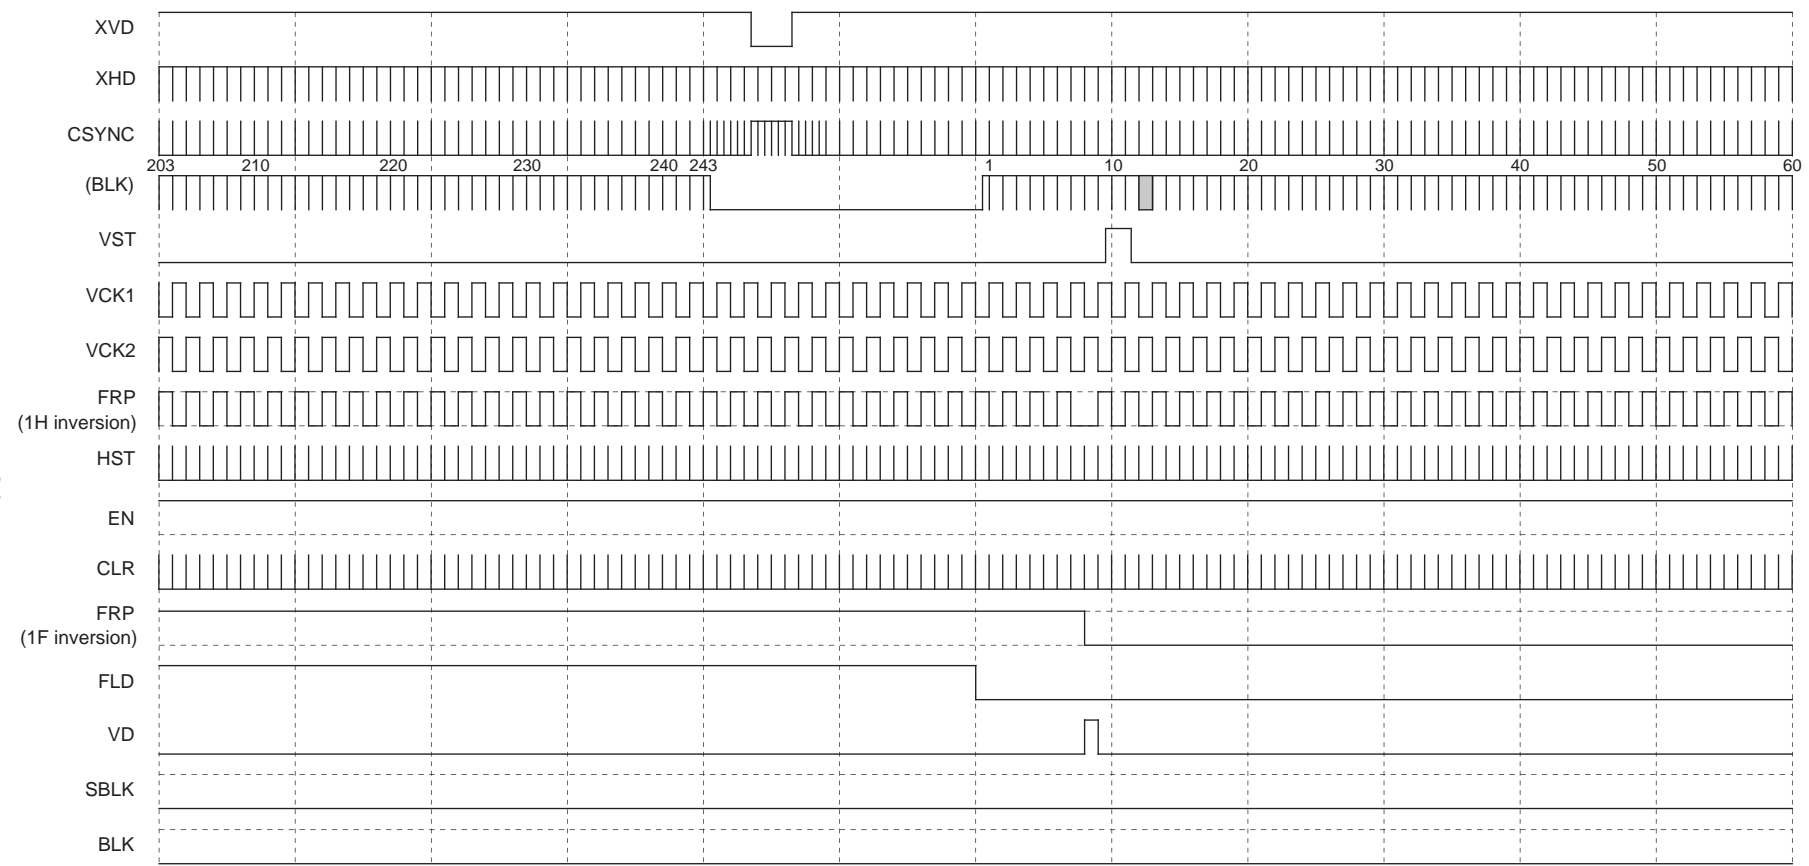 XVD
XHD
CSYNC
203 210 220 230 240 243 1 10 20 30 40 50 60
(BLK)
VST
VCK1
VCK2
FRP
(1H inversion)
HST
EN
CLR
FRP
(1F inversion)
FLD
VD
SBLK
BLK